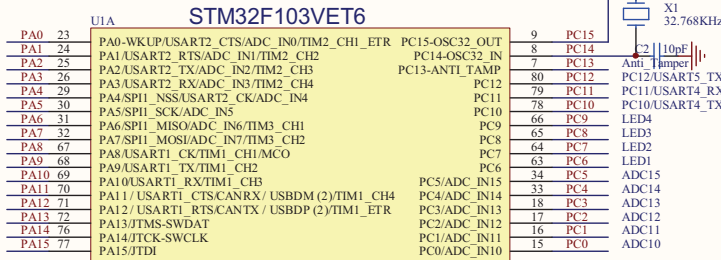 STM32F103VET6
U1A
X1
32.768KHz
C2 10pF
PA0 23 PA0-WKUP/USART2_CTS/ADC_IN0/TIM2_CH1_ETR PC15-OSC32_OUT 9 PC15
PA1 24 PA1/USART2_RTS/ADC_IN1/TIM2_CH2 PC14-OSC32_IN 8 PC14
PA2 25 PA2/USART2_TX/ADC_IN2/TIM2_CH3 PC13-ANTI_TAMP 7 PC13 Anti_Tamper
PA3 26 PA3/USART2_RX/ADC_IN3/TIM2_CH4 PC12 80 PC12 PC12/USART5_TX
PA4 29 PA4/SPI1_NSS/USART2_CK/ADC_IN4 PC11 79 PC11 PC11/USART4_RX
PA5 30 PA5/SPI1_SCK/ADC_IN5 PC10 78 PC10 PC10/USART4_TX
PA6 31 PA6/SPI1_MISO/ADC_IN6/TIM3_CH1 PC9 66 PC9 LED4
PA7 32 PA7/SPI1_MOSI/ADC_IN7/TIM3_CH2 PC8 65 PC8 LED3
PA8 67 PA8/USART1_CK/TIM1_CH1/MCO PC7 64 PC7 LED2
PA9 68 PA9/USART1_TX/TIM1_CH2 PC6 63 PC6 LED1
PA10 69 PA10/USART1_RX/TIM1_CH3 PC5/ADC_IN15 34 PC5 ADC15
PA11 70 PA11 / USART1_CTS/CANRX / USBDM (2)/TIM1_CH4 PC4/ADC_IN14 33 PC4 ADC14
PA12 71 PA12 / USART1_RTS/CANTX / USBDP (2)/TIM1_ETR PC3/ADC_IN13 18 PC3 ADC13
PA13 72 PA13/JTMS-SWDAT PC2/ADC_IN12 17 PC2 ADC12
PA14 76 PA14/JTCK-SWCLK PC1/ADC_IN11 16 PC1 ADC11
PA15 77 PA15/JTDI PC0/ADC_IN10 15 PC0 ADC10